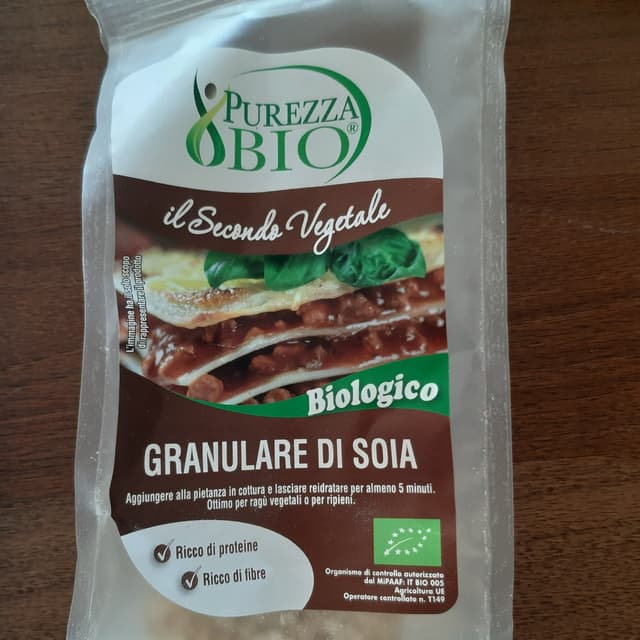 PUREZZA
BIO®
il Secondo Vegetale
L'immagine ha il solo scopo
di rappresentare il prodotto
Biologico
GRANULARE DI SOIA
Aggiungere alla pietanza in cottura e lasciare reidratare per almeno 5 minuti.
Ottimo per ragù vegetali o per ripieni.
Ricco di proteine
Ricco di fibre
Organismo di controllo autorizzato
dal MiPAAF: IT BIO 005
Agricoltura UE
Operatore controllato n. T149